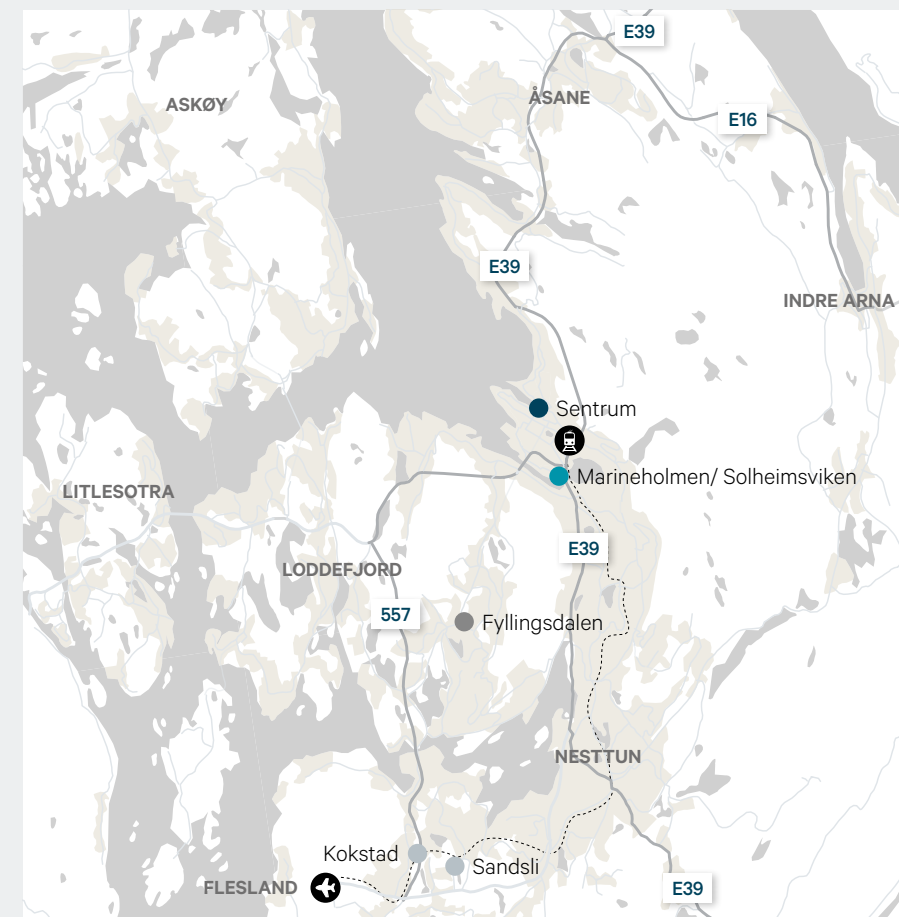 E39
ASKØY
ÅSANE
E16
E39
INDRE ARNA
Sentrum
Marineholmen/ Solheimsviken
LITLESOTRA
E39
LODDEFJORD
557
Fyllingsdalen
NESTTUN
Kokstad
Sandsli
FLESLAND
E39